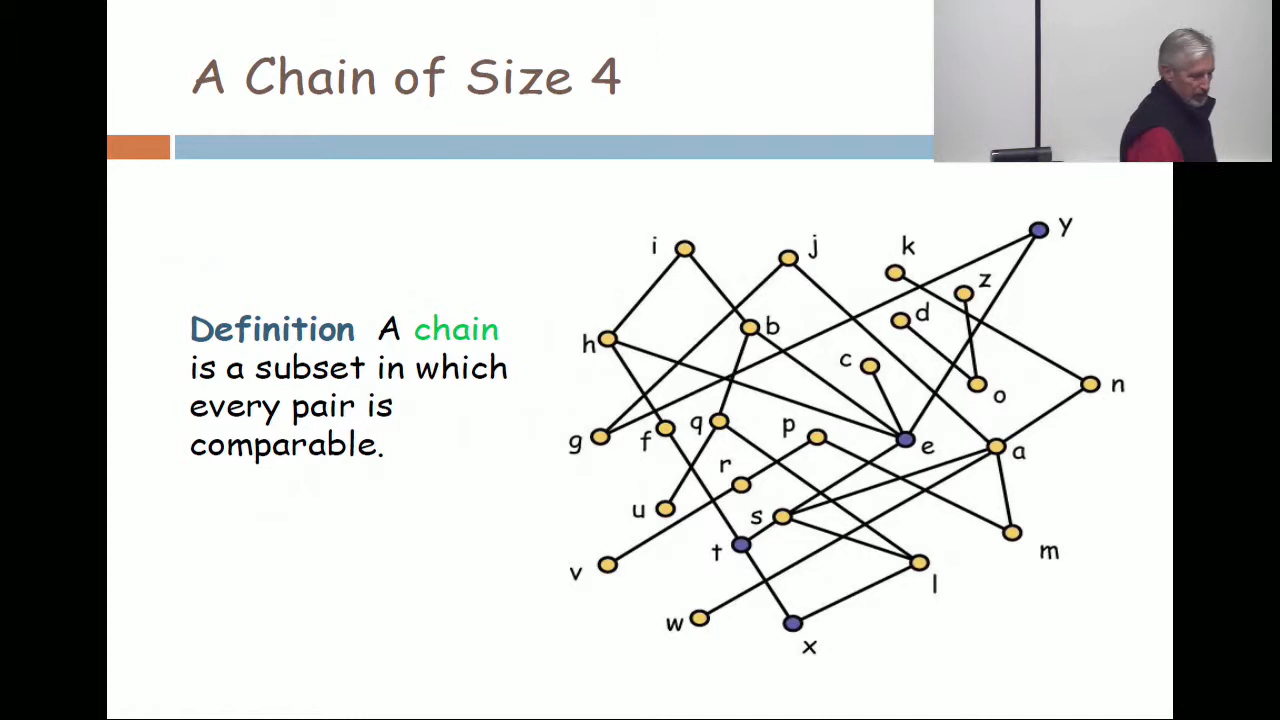 A Chain of Size 4
Definition A chain
is a subset in which
every pair is
comparable.
i
j
k
y
z
d
b
h
c
o
n
g
f
q
p
e
a
r
u
s
t
m
v
l
w
x